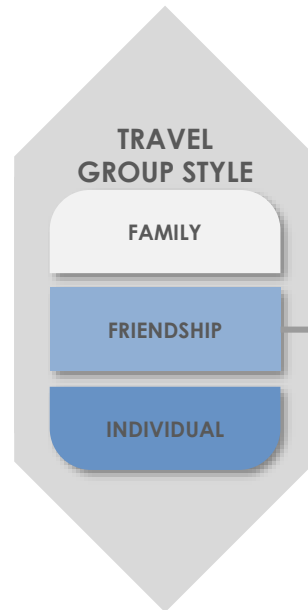 TRAVEL
GROUP STYLE
FAMILY
FRIENDSHIP
INDIVIDUAL